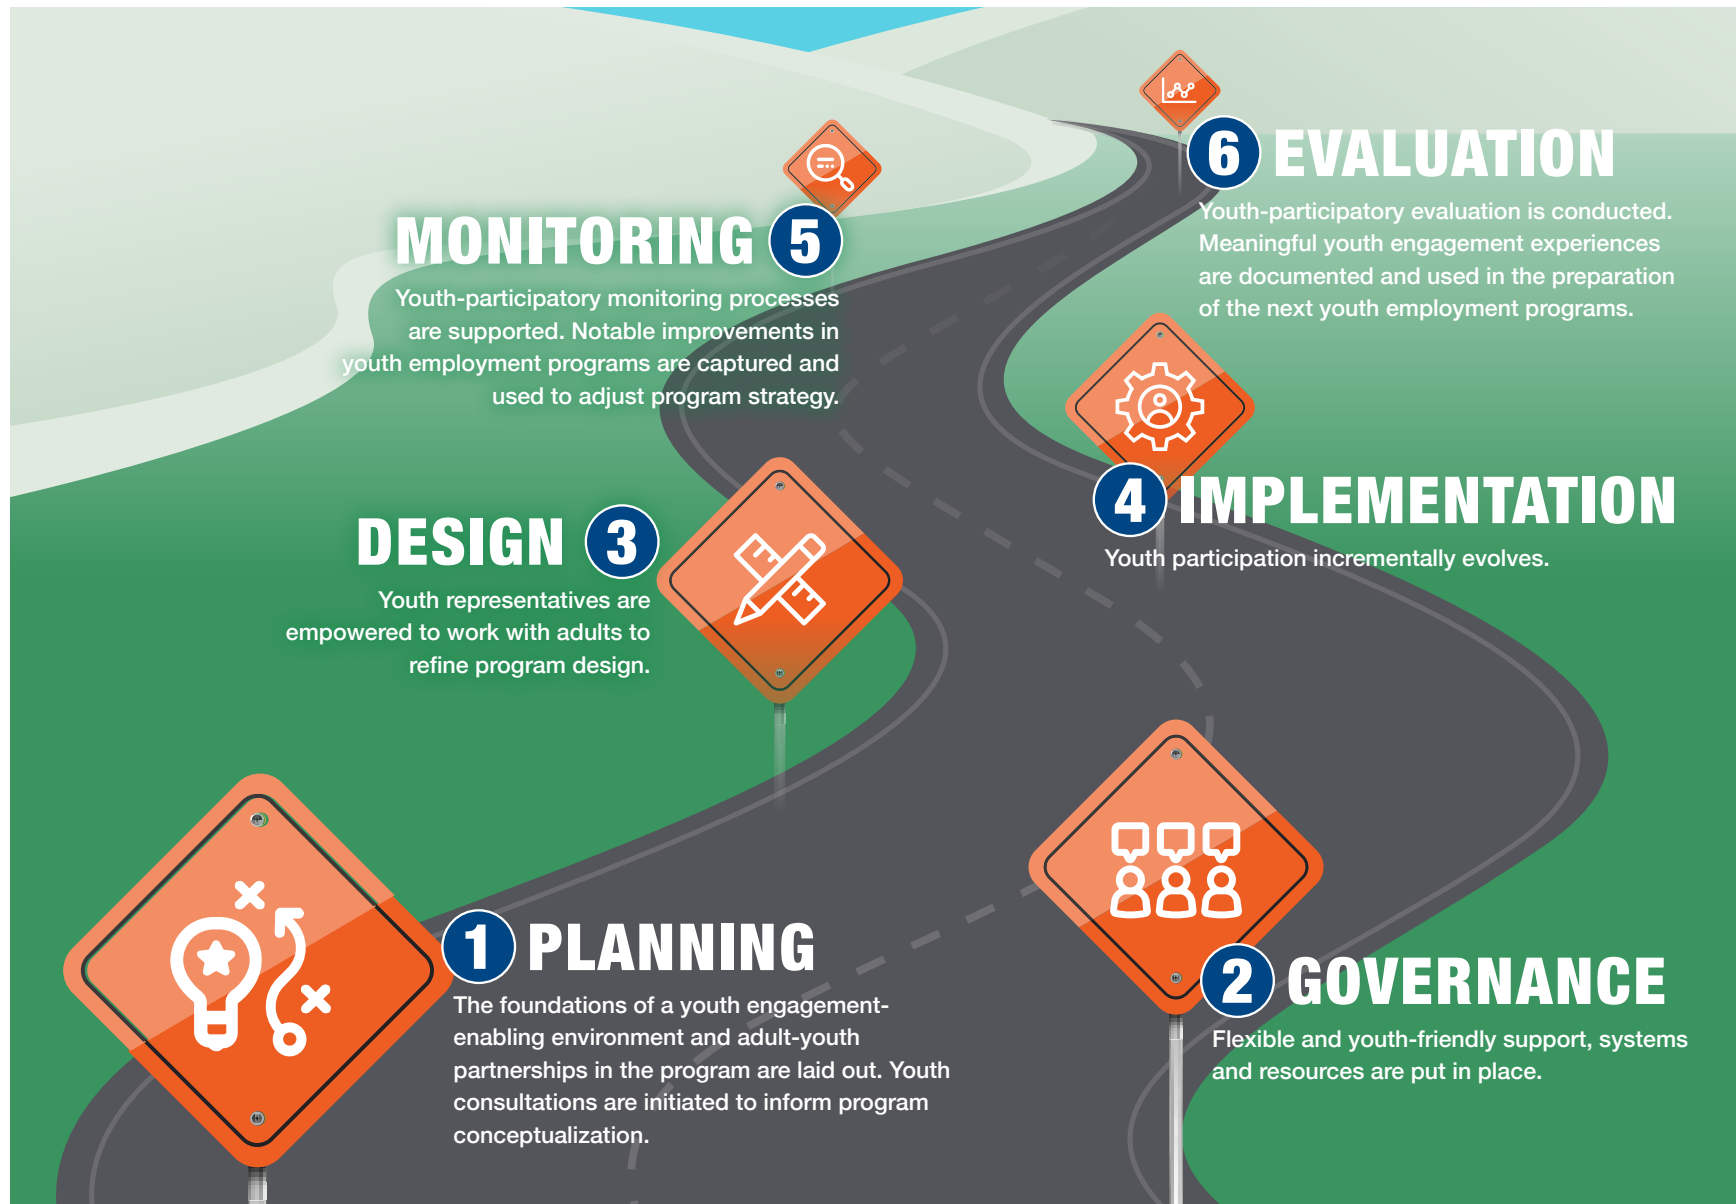 6 EVALUATION
Youth-participatory evaluation is conducted.
Meaningful youth engagement experiences
are documented and used in the preparation
of the next youth employment programs.
MONITORING 5
Youth-participatory monitoring processes
are supported. Notable improvements in
youth employment programs are captured and
used to adjust program strategy.
4 IMPLEMENTATION
Youth participation incrementally evolves.
DESIGN 3
Youth representatives are
empowered to work with adults to
refine program design.
1 PLANNING
The foundations of a youth engagement-
enabling environment and adult-youth
partnerships in the program are laid out. Youth
consultations are initiated to inform program
conceptualization.
2 GOVERNANCE
Flexible and youth-friendly support, systems
and resources are put in place.